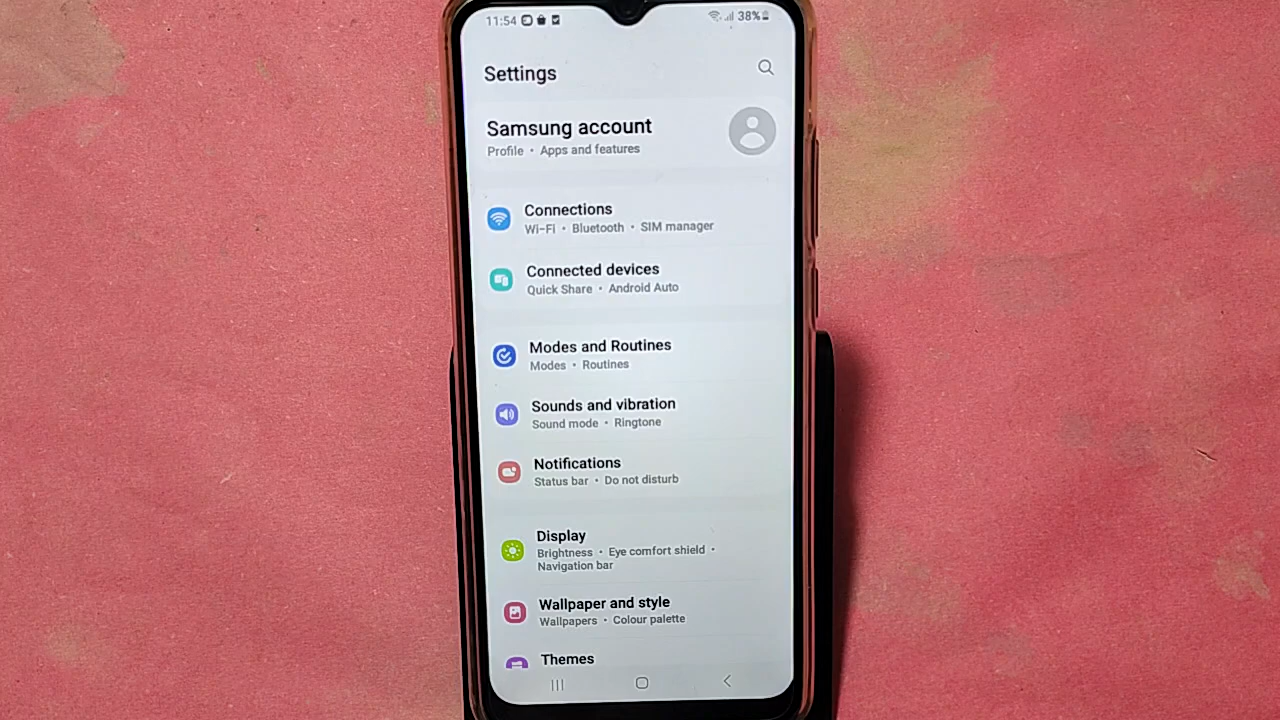 11:54
38%
Settings
Samsung account
Profile • Apps and features
Connections
Wi-Fi • Bluetooth • SIM manager
Connected devices
Quick Share • Android Auto
Modes and Routines
Modes • Routines
Sounds and vibration
Sound mode • Ringtone
Notifications
Status bar • Do not disturb
Display
Brightness • Eye comfort shield •
Navigation bar
Wallpaper and style
Wallpapers • Colour palette
Themes